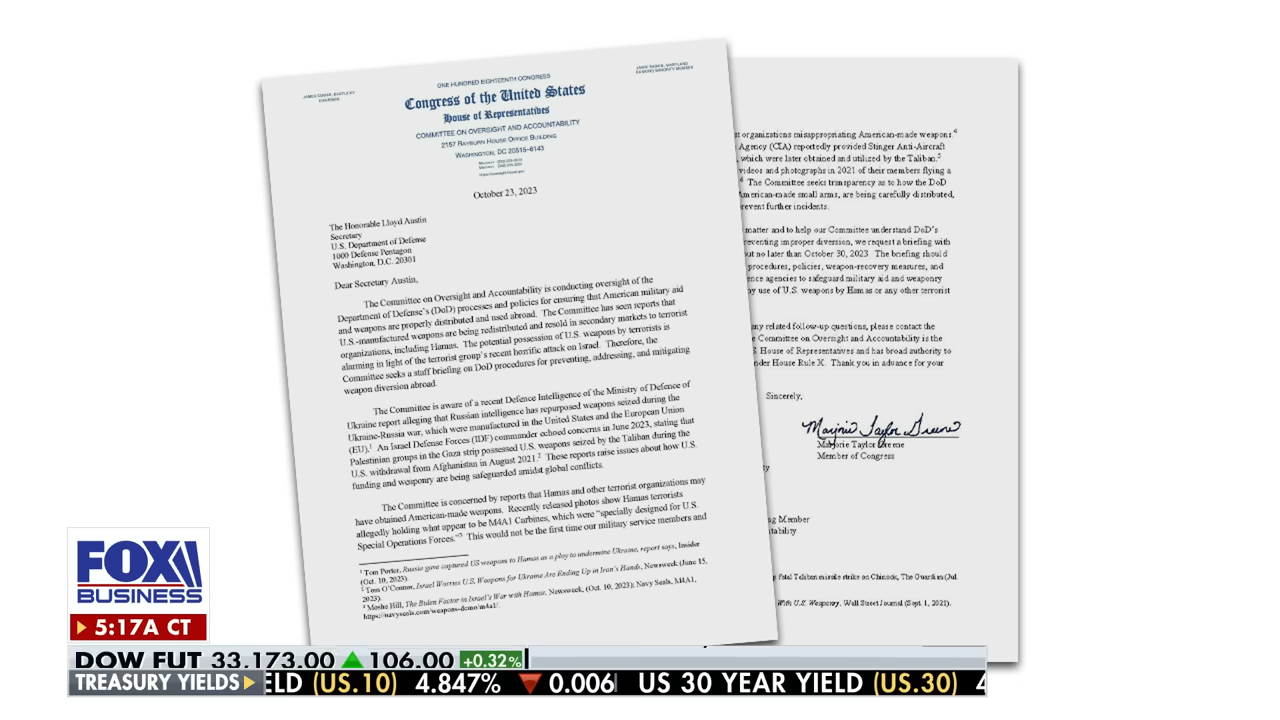 JAMES COMER, KENTUCKY
CHAIRMAN
ONE HUNDRED EIGHTEENTH CONGRESS
JAMIE RASKIN, MARYLAND
RANKING MINORITY MEMBER
Congress of the United States
House of Representatives
COMMITTEE ON OVERSIGHT AND ACCOUNTABILITY
2157 RAYBURN HOUSE OFFICE BUILDING
WASHINGTON, DC 20515–6143
October 23, 2023
The Honorable Lloyd Austin
Secretary
U.S. Department of Defense
1000 Defense Pentagon
Washington, D.C. 20301
Dear Secretary Austin,
The Committee on Oversight and Accountability is conducting oversight of the
Department of Defense's (DoD) processes and policies for ensuring that American military aid
and weapons are properly distributed and used abroad. The Committee has seen reports that
U.S.-manufactured weapons are being redistributed and resold in secondary markets to terrorist
organizations, including Hamas. The potential possession of U.S. weapons by terrorists is
alarming in light of the terrorist group's recent horrific attack on Israel. Therefore, the
Committee seeks a staff briefing on DoD procedures for preventing, addressing, and mitigating
weapon diversion abroad.
The Committee is aware of a recent Defence Intelligence of the Ministry of Defence of
Ukraine report alleging that Russian intelligence has repurposed weapons seized during the
Ukraine-Russia war, which were manufactured in the United States and the European Union
(EU).1 An Israel Defense Forces (IDF) commander echoed concerns in June 2023, stating that
Palestinian groups in the Gaza strip possessed U.S. weapons seized by the Taliban during the
U.S. withdrawal from Afghanistan in August 2021.2 These reports raise issues about how U.S.
funding and weaponry are being safeguarded amidst global conflicts.
The Committee is concerned by reports that Hamas and other terrorist organizations may
have obtained American-made weapons. Recently released photos show Hamas terrorists
allegedly holding what appear to be M4A1 Carbines, which were "specially designed for U.S.
Special Operations Forces."3 This would not be the first time our military service members and
1 Tom Porter, Russia gave captured US weapons to Hamas as a ploy to undermine Ukraine, report says, Insider
(Oct. 10, 2023).
2 Tom O'Connor, Israel Worries U.S. Weapons for Ukraine Are Ending Up in Iran's Hands, Newsweek (June 15,
2023).
3 Moshe Hill, The Biden Factor in Israel's War with Hamas, Newsweek, (Oct. 10, 2023); Navy Seals, M4A1,
https://navyseals.com/weapons-demo/m4a1/.
st organizations misappropriating American-made weapons.4
Agency (CIA) reportedly provided Stinger Anti-Aircraft
, which were later obtained and utilized by the Taliban.5
videos and photographs in 2021 of their members flying a
6 The Committee seeks transparency as to how the DoD
American-made small arms, are being carefully distributed,
revent further incidents.
matter and to help our Committee understand DoD's
reventing improper diversion, we request a briefing with
ut no later than October 30, 2023. The briefing should
procedures, policies, weapon-recovery measures, and
ence agencies to safeguard military aid and weaponry
ny use of U.S. weapons by Hamas or any other terrorist
any related follow-up questions, please contact the
e Committee on Oversight and Accountability is the
S. House of Representatives and has broad authority to
nder House Rule X. Thank you in advance for your
Sincerely,
Marjorie Taylor Greene
Marjorie Taylor Greene
Member of Congress
ty
ng Member
tability
g Fatal Taliban missile strike on Chinook, The Guardian (Jul.
With U.S. Weaponry, Wall Street Journal (Sept. 1, 2021).
FOX
BUSINESS
5:17A CT
DOW FUT 33,173.00 106.00 +0.32%
TREASURY YIELDS ELD (US.10) 4.847% 0.006 US 30 YEAR YIELD (US.30) 4